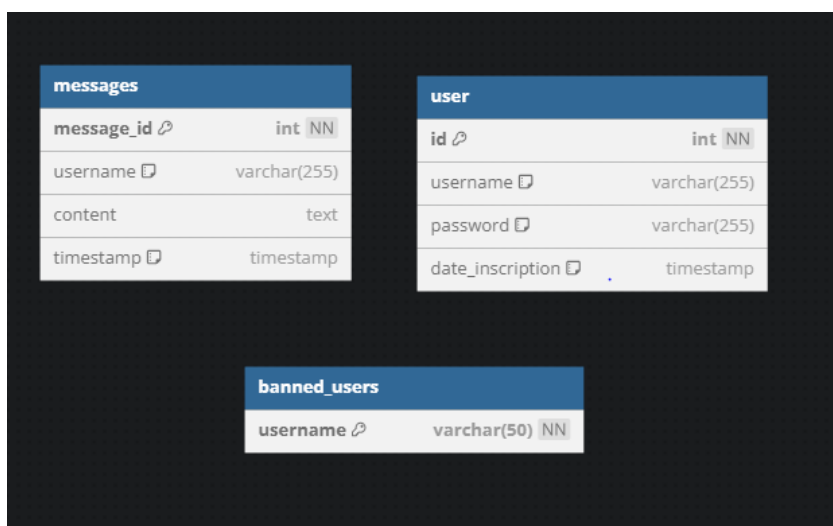 messages
message_id int NN
username varchar(255)
content text
timestamp timestamp
user
id int NN
username varchar(255)
password varchar(255)
date_inscription timestamp
banned_users
username varchar(50) NN